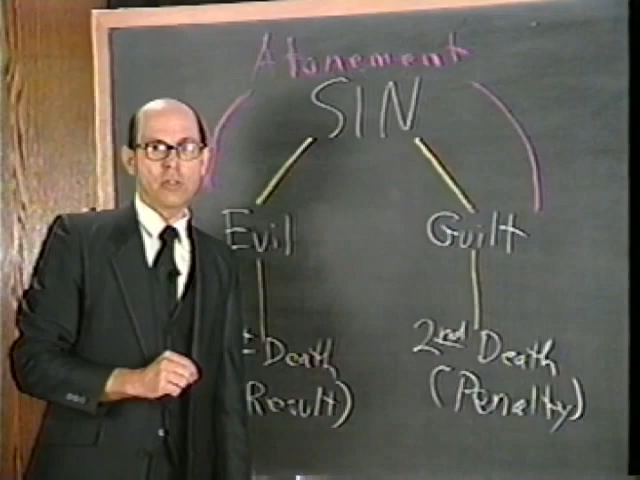 Atonement
SIN
Evil Guilt
Death 2nd Death
Result) (Penalty)